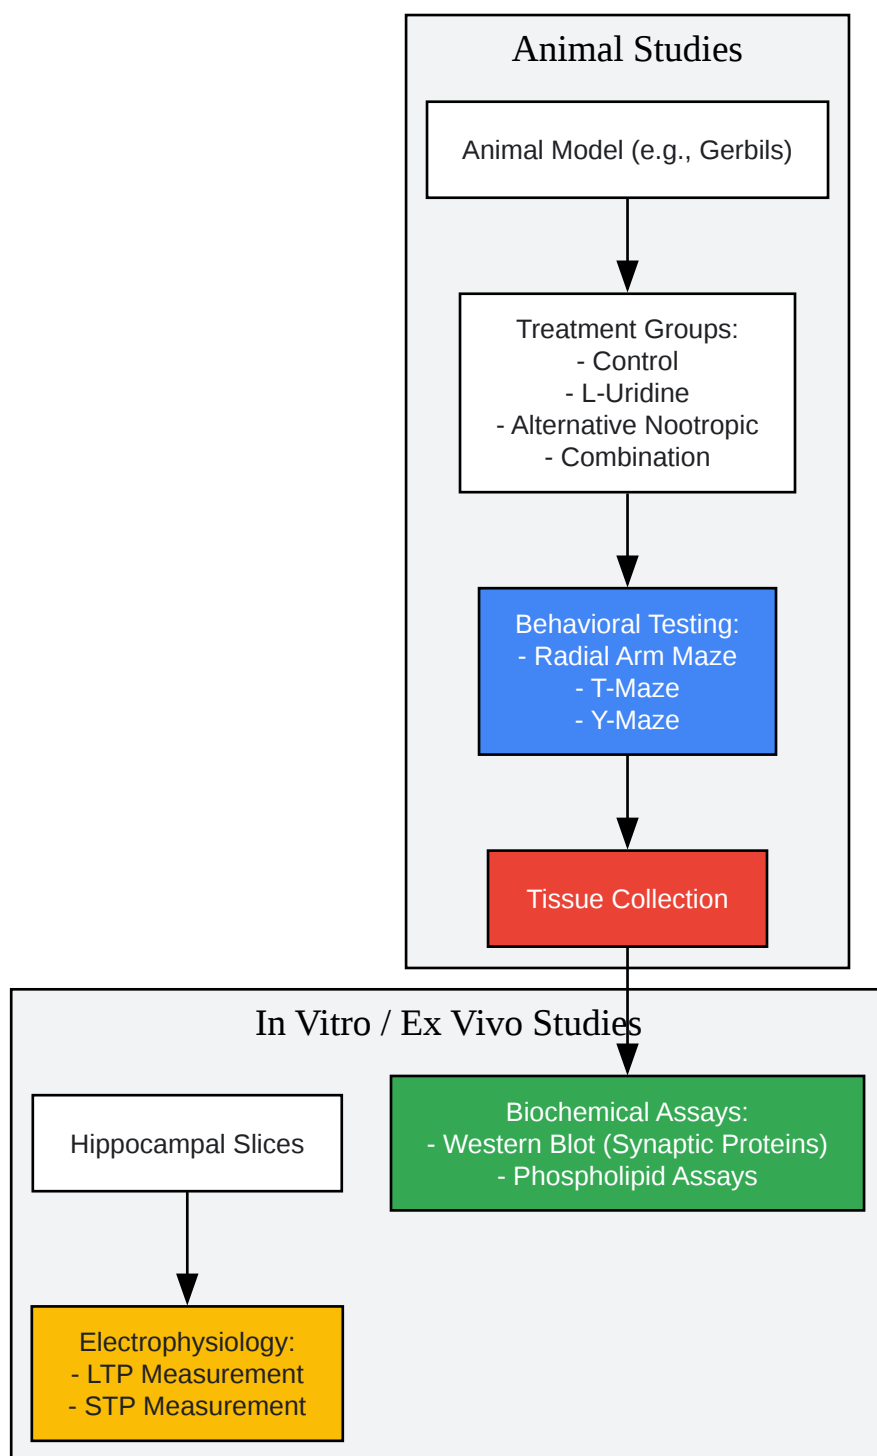 Animal Studies
Animal Model (e.g., Gerbils)
Treatment Groups:
- Control
- L-Uridine
- Alternative Nootropic
- Combination
Behavioral Testing:
- Radial Arm Maze
- T-Maze
- Y-Maze
Tissue Collection
In Vitro / Ex Vivo Studies
Hippocampal Slices
Biochemical Assays:
- Western Blot (Synaptic Proteins)
- Phospholipid Assays
Electrophysiology:
- LTP Measurement
- STP Measurement